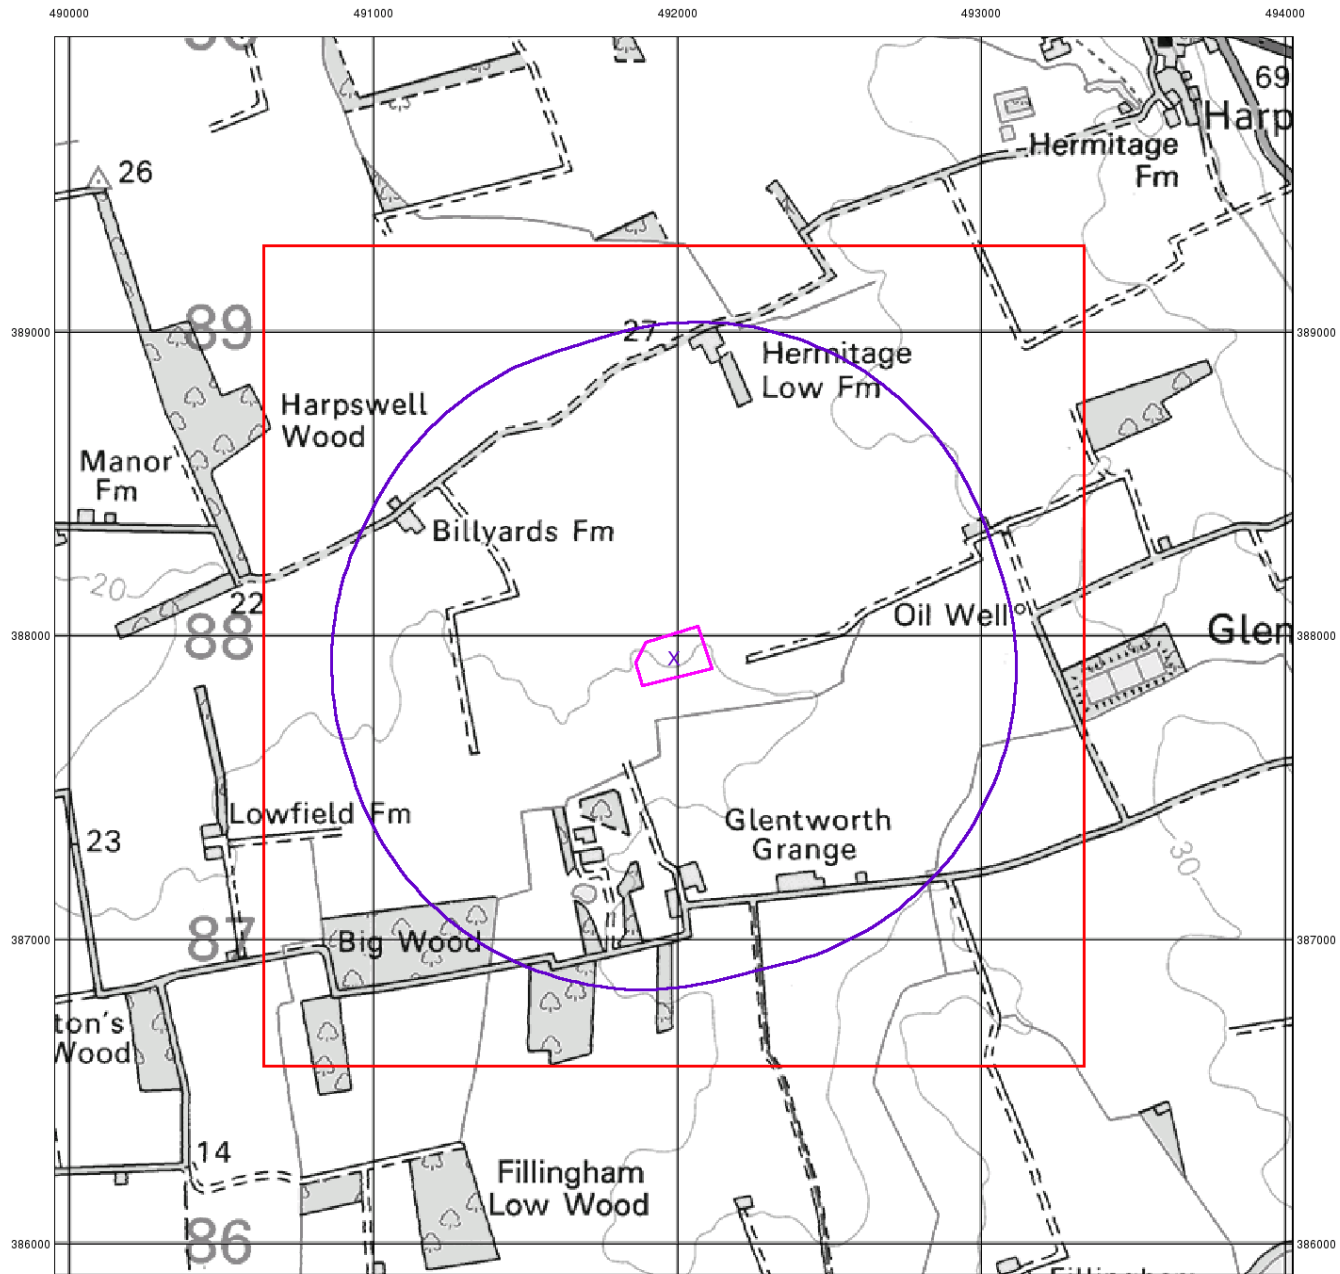 490000 491000 492000 493000 494000
69
Harp
Hermitage
Fm
26
89
27
389000 389000
Hermitage
Low Fm
Harpswell
Wood
Manor
Fm
Billyards Fm
20
22
Oil Well
88
Glen
388000 388000
X
Lowfield Fm
23
Glentworth
Grange
30
87
387000 387000
Big Wood
ton's
Wood
14
Fillingham
Low Wood
86
386000 386000
Fillingham